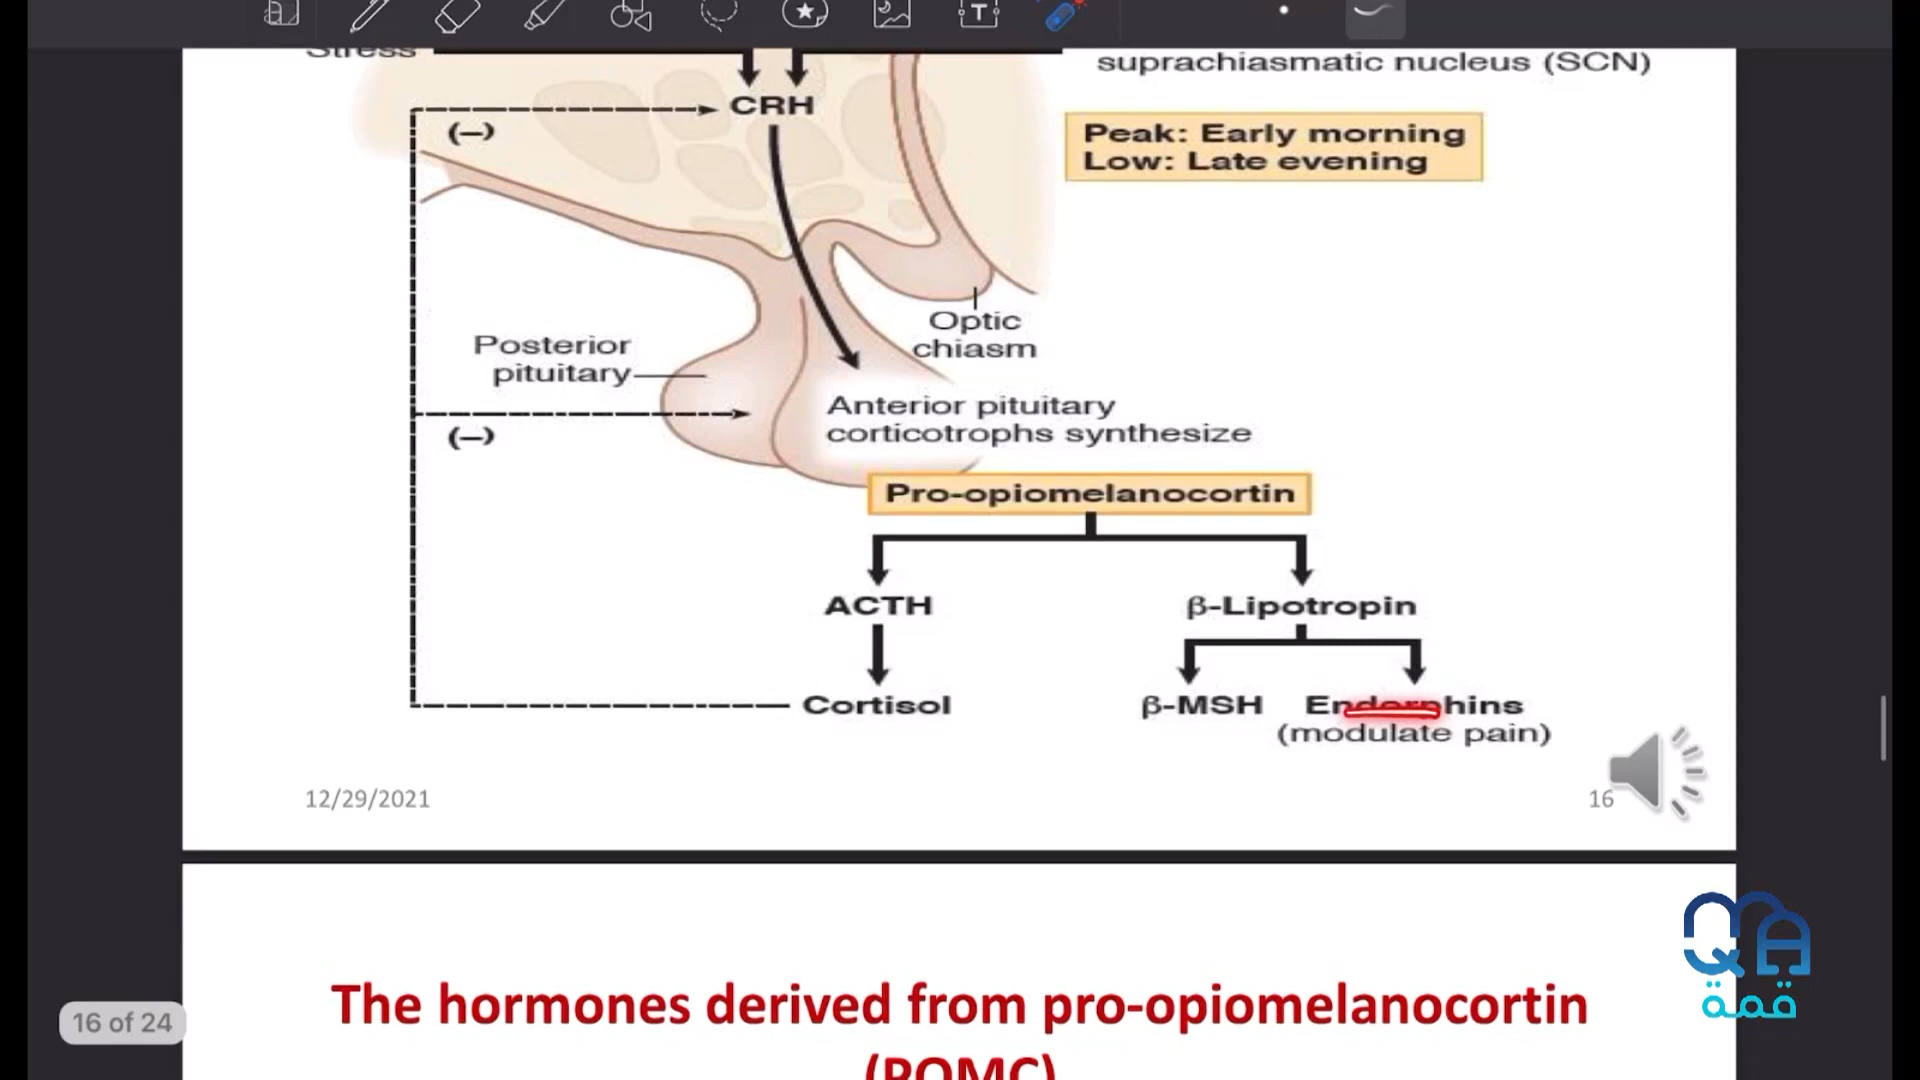 Stress
suprachiasmatic nucleus (SCN)
CRH
(–)
Peak: Early morning
Low: Late evening
Optic
chiasm
Posterior
pituitary
(–)
Anterior pituitary
corticotrophs synthesize
Pro-opiomelanocortin
ACTH
β-Lipotropin
Cortisol
β-MSH
Endorphins
(modulate pain)
12/29/2021
16
The hormones derived from pro-opiomelanocortin
(POMC)
16 of 24
QA
قمة